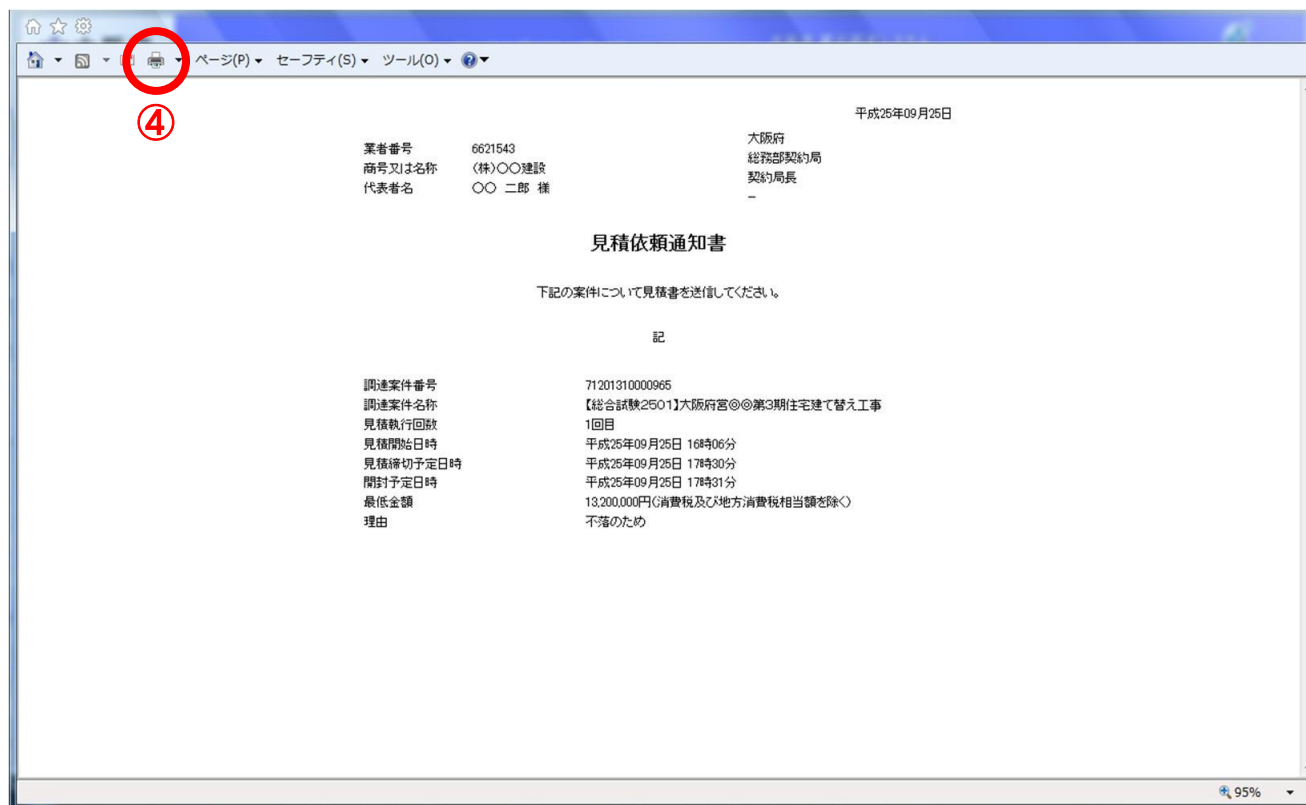 ページ(P) セーフティ(S) ツール(O)
④
平成25年09月25日
大阪府
総務部契約局
契約局長
−
業者番号 6621543
商号又は名称 (株)〇〇建設
代表者名 〇〇 二郎 様
見積依頼通知書
下記の案件について見積書を送信してください。
記
調達案件番号 71201310000965
調達案件名称 【総合試験2501】大阪府営◎◎第3期住宅建て替え工事
見積執行回数 1回目
見積開始日時 平成25年09月25日 16時06分
見積締切予定日時 平成25年09月25日 17時30分
開封予定日時 平成25年09月25日 17時31分
最低金額 13,200,000円(消費税及び地方消費税相当額を除く)
理由 不落のため
95%